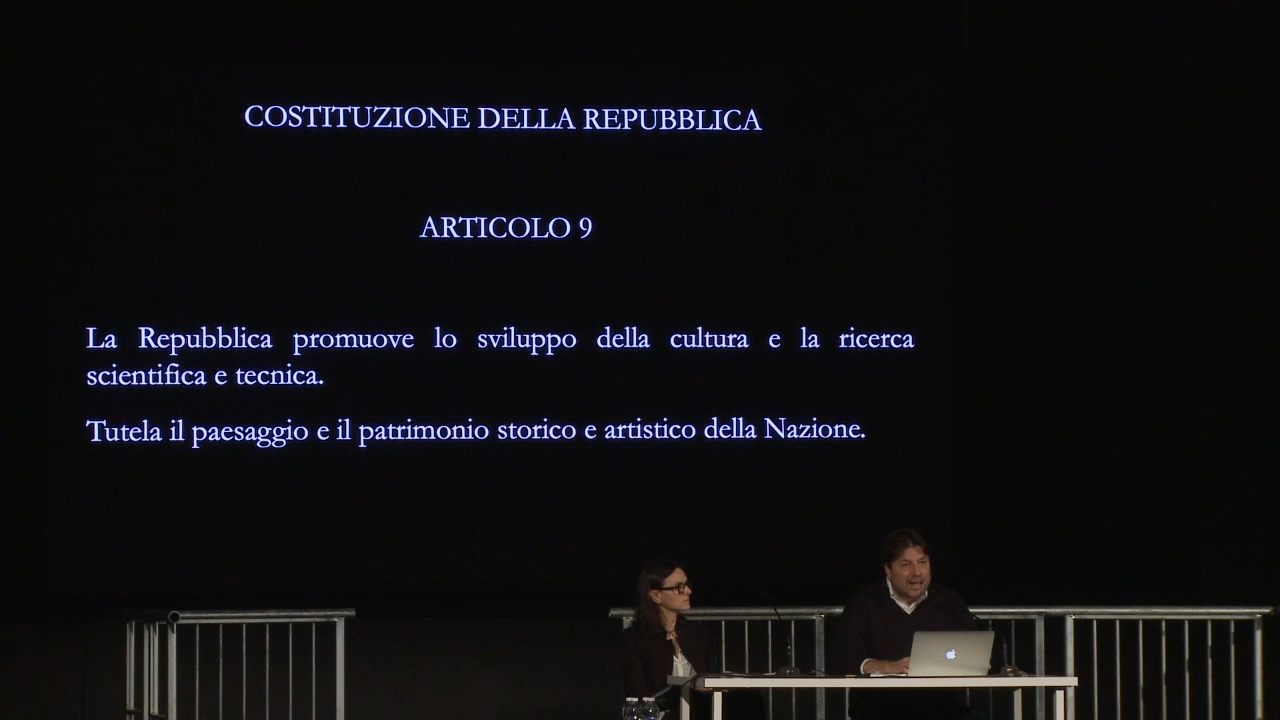 COSTITUZIONE DELLA REPUBBLICA
ARTICOLO 9
La Repubblica promuove lo sviluppo della cultura e la ricerca
scientifica e tecnica.
Tutela il paesaggio e il patrimonio storico e artistico della Nazione.